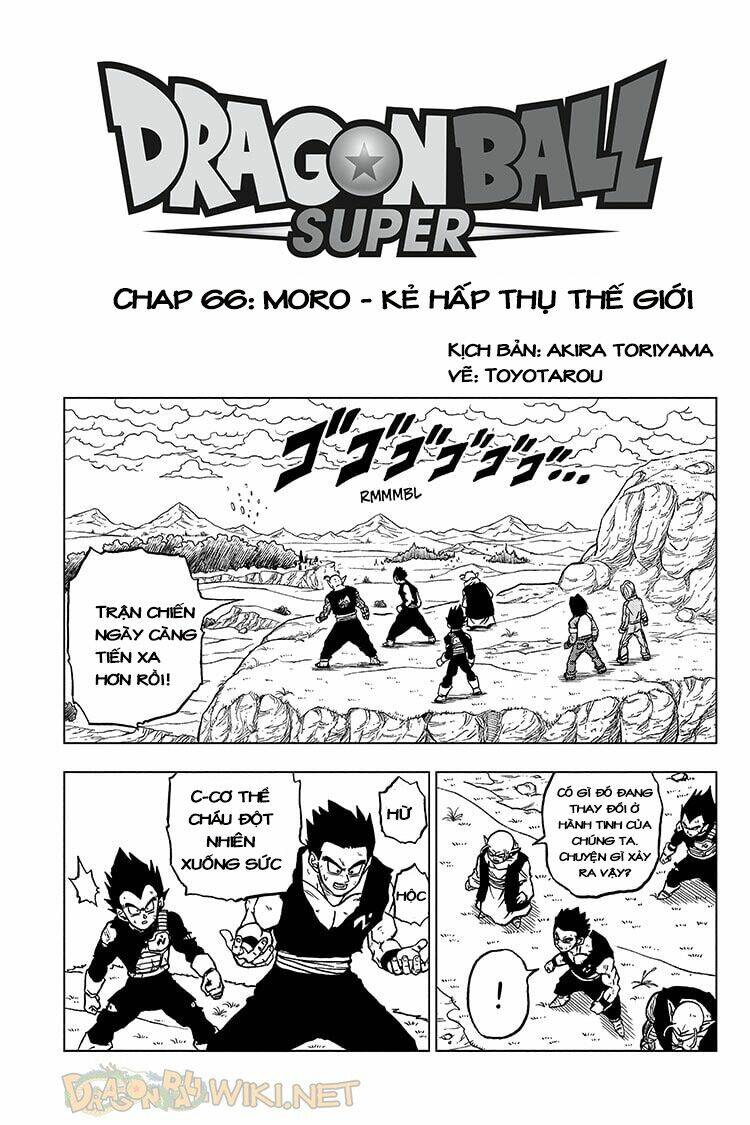 DRAGON BALL
SUPER
CHAP 66: MORO - KẺ HẤP THỤ THẾ GIỚI
KỊCH BẢN: AKIRA TORIYAMA
VẼ: TOYOTAROU
ゴゴゴゴゴゴ...
RMMMBL
TRẬN CHIẾN
NGÀY CÀNG
TIẾN XA
HƠN RỒI!
C-CƠ THỂ
CHÁU ĐỘT
NHIÊN
XUỐNG SỨC
HỪ
HỘC
CÓ GÌ ĐÓ ĐANG
THAY ĐỔI Ở
HÀNH TINH CỦA
CHÚNG TA.
CHUYỆN GÌ XẢY
RA VẬY?
!
DRAGON BALL WIKI.NET